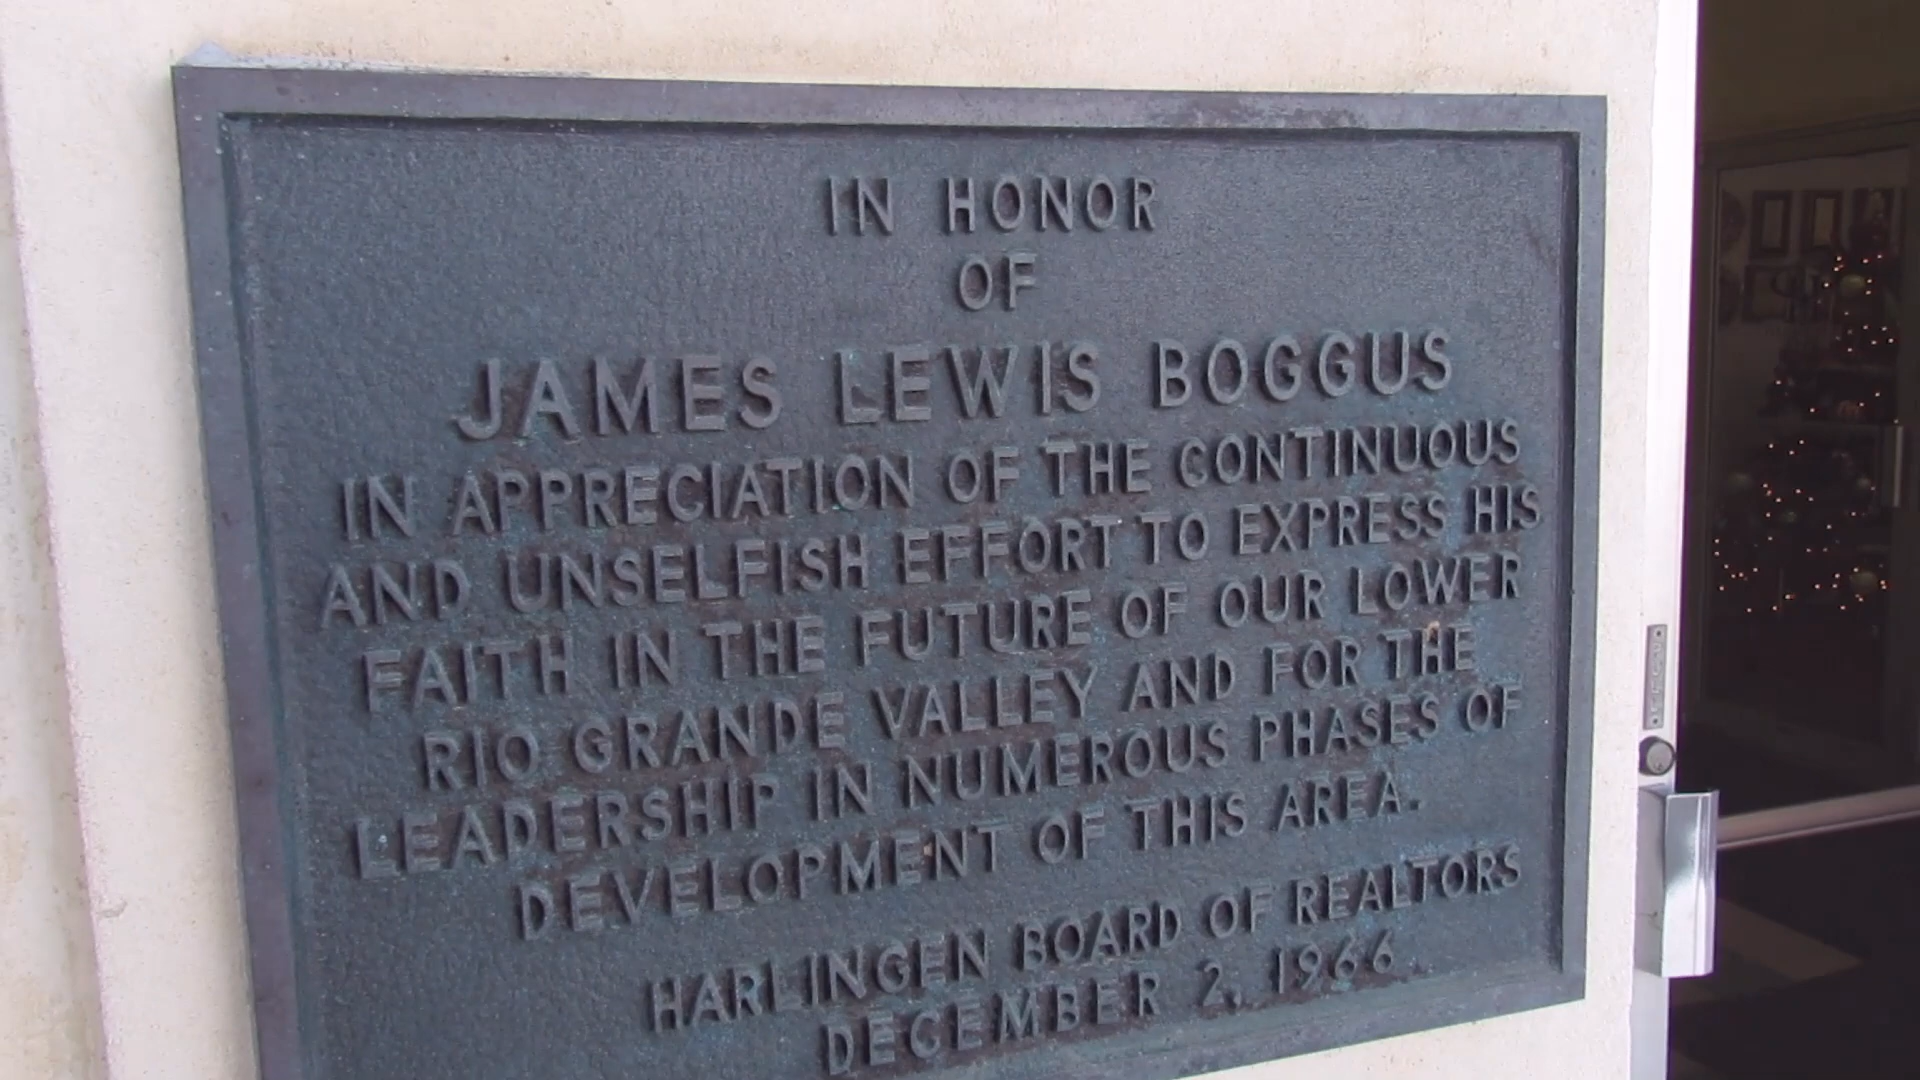 IN HONOR
OF
JAMES LEWIS BOGGUS
IN APPRECIATION OF THE CONTINUOUS
AND UNSELFISH EFFORT TO EXPRESS HIS
FAITH IN THE FUTURE OF OUR LOWER
RIO GRANDE VALLEY AND FOR THE
LEADERSHIP IN NUMEROUS PHASES OF
DEVELOPMENT OF THIS AREA.
HARLINGEN BOARD OF REALTORS
DECEMBER 2, 1966